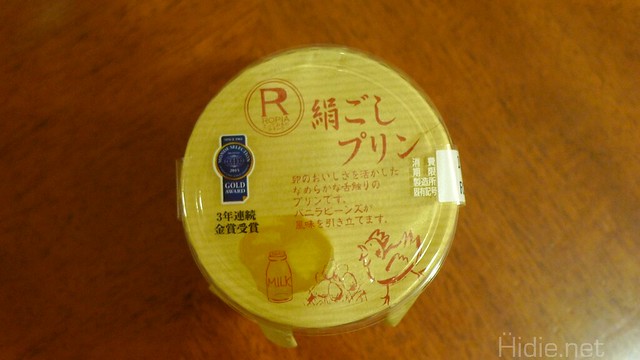 R
絹ごし
プリン
GOLD
AWARD
3年連続
金賞受賞
卵のおいしさを活かした
なめらかな舌触りの
プリンです。
バニラビーンズが
風味を引き立てます。
MILK
Hidie.net